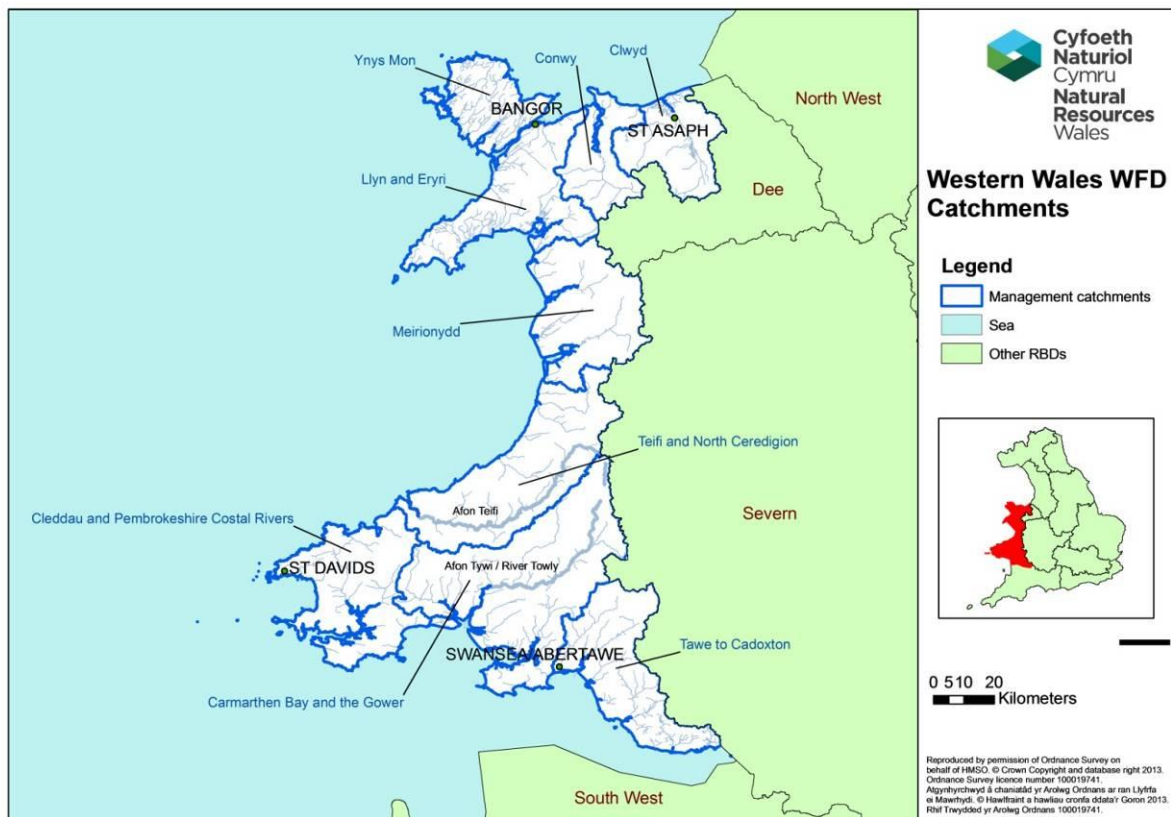 Ynys Mon
Conwy
Clwyd
BANGOR
ST ASAPH
North West
Llyn and Eryri
Dee
Meirionydd
Teifi and North Ceredigion
Afon Teifi
Severn
Cleddau and Pembrokeshire Costal Rivers
ST DAVIDS
Afon Tywi / River Towly
SWANSEA/ABERTAWE
Tawe to Cadoxton
Carmarthen Bay and the Gower
South West
Cyfoeth
Naturiol
Cymru
Natural
Resources
Wales
Western Wales WFD
Catchments
Legend
Management catchments
Sea
Other RBDs
0 5 10 20
Kilometers
Reproduced by permission of Ordnance Survey on
behalf of HMSO. © Crown Copyright and database right 2013.
Ordnance Survey licence number 100019741.
Atgynhyrchwyd â chaniatâd yr Arolwg Ordnans ar ran Llyfrfa
ei Mawrhydi. © Hawlfraint a hawliau cronfa ddata'r Goron 2013.
Rhif Trwydded yr Arolwg Ordnans 100019741.